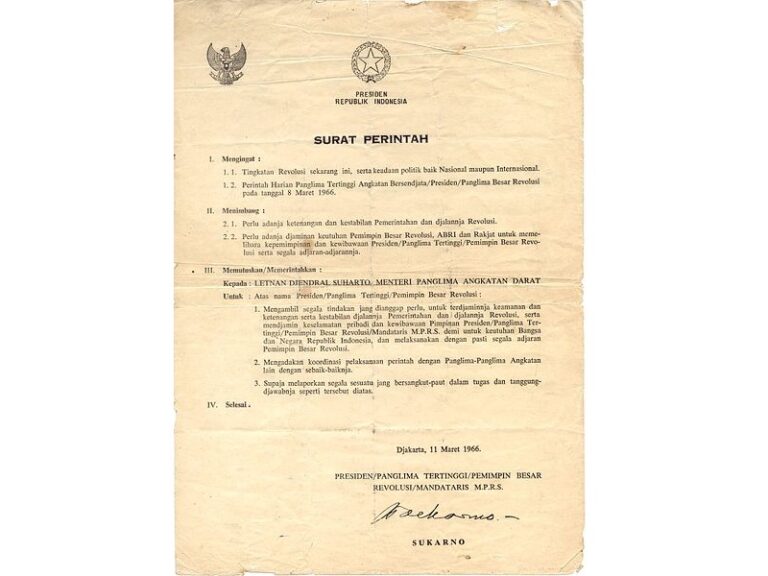 PRESIDEN
REPUBLIK INDONESIA
SURAT PERINTAH
I. Mengingat :
1. 1. Tingkatan Revolusi sekarang ini, serta keadaan politik baik Nasional maupun Internasional.
1. 2. Perintah Harian Panglima Tertinggi Angkatan Bersendjata/Presiden/Panglima Besar Revolusi
pada tanggal 8 Maret 1966.
II. Menimbang :
2. 1. Perlu adanja ketenangan dan kestabilan Pemerintahan dan djalannja Revolusi.
2. 2. Perlu adanja djaminan keutuhan Pemimpin Besar Revolusi, ABRI dan Rakjat untuk meme-
lihara kepemimpinan dan kewibawaan Presiden/Panglima Tertinggi/Pemimpin Besar Revo-
lusi serta segala adjaran-adjarannja.
III. Memutuskan/Memerintahkan :
Kepada : LETNAN DJENDRAL SUHARTO, MENTERI PANGLIMA ANGKATAN DARAT
Untuk : Atas nama Presiden/Panglima Tertinggi/Pemimpin Besar Revolusi :
1. Mengambil segala tindakan jang dianggap perlu, untuk terdjaminnja keamanan dan
ketenangan serta kestabilan djalannja Pemerintahan dan djalannja Revolusi, serta
mendjamin keselamatan pribadi dan kewibawaan Pimpinan Presiden/Panglima Ter-
tinggi/Pemimpin Besar Revolusi/Mandataris M.P.R.S. demi untuk keutuhan Bangsa
dan Negara Republik Indonesia, dan melaksanakan dengan pasti segala adjaran
Pemimpin Besar Revolusi.
2. Mengadakan koordinasi pelaksanaan perintah dengan Panglima-Panglima Angkatan
lain dengan sebaik-baiknja.
3. Supaja melaporkan segala sesuatu jang bersangkut-paut dalam tugas dan tanggung-
djawabnja seperti tersebut diatas.
IV. Selesai.
Djakarta, 11 Maret 1966.
PRESIDEN/PANGLIMA TERTINGGI/PEMIMPIN BESAR
REVOLUSI/MANDATARIS M.P.R.S.
Soekarno.—
SUKARNO